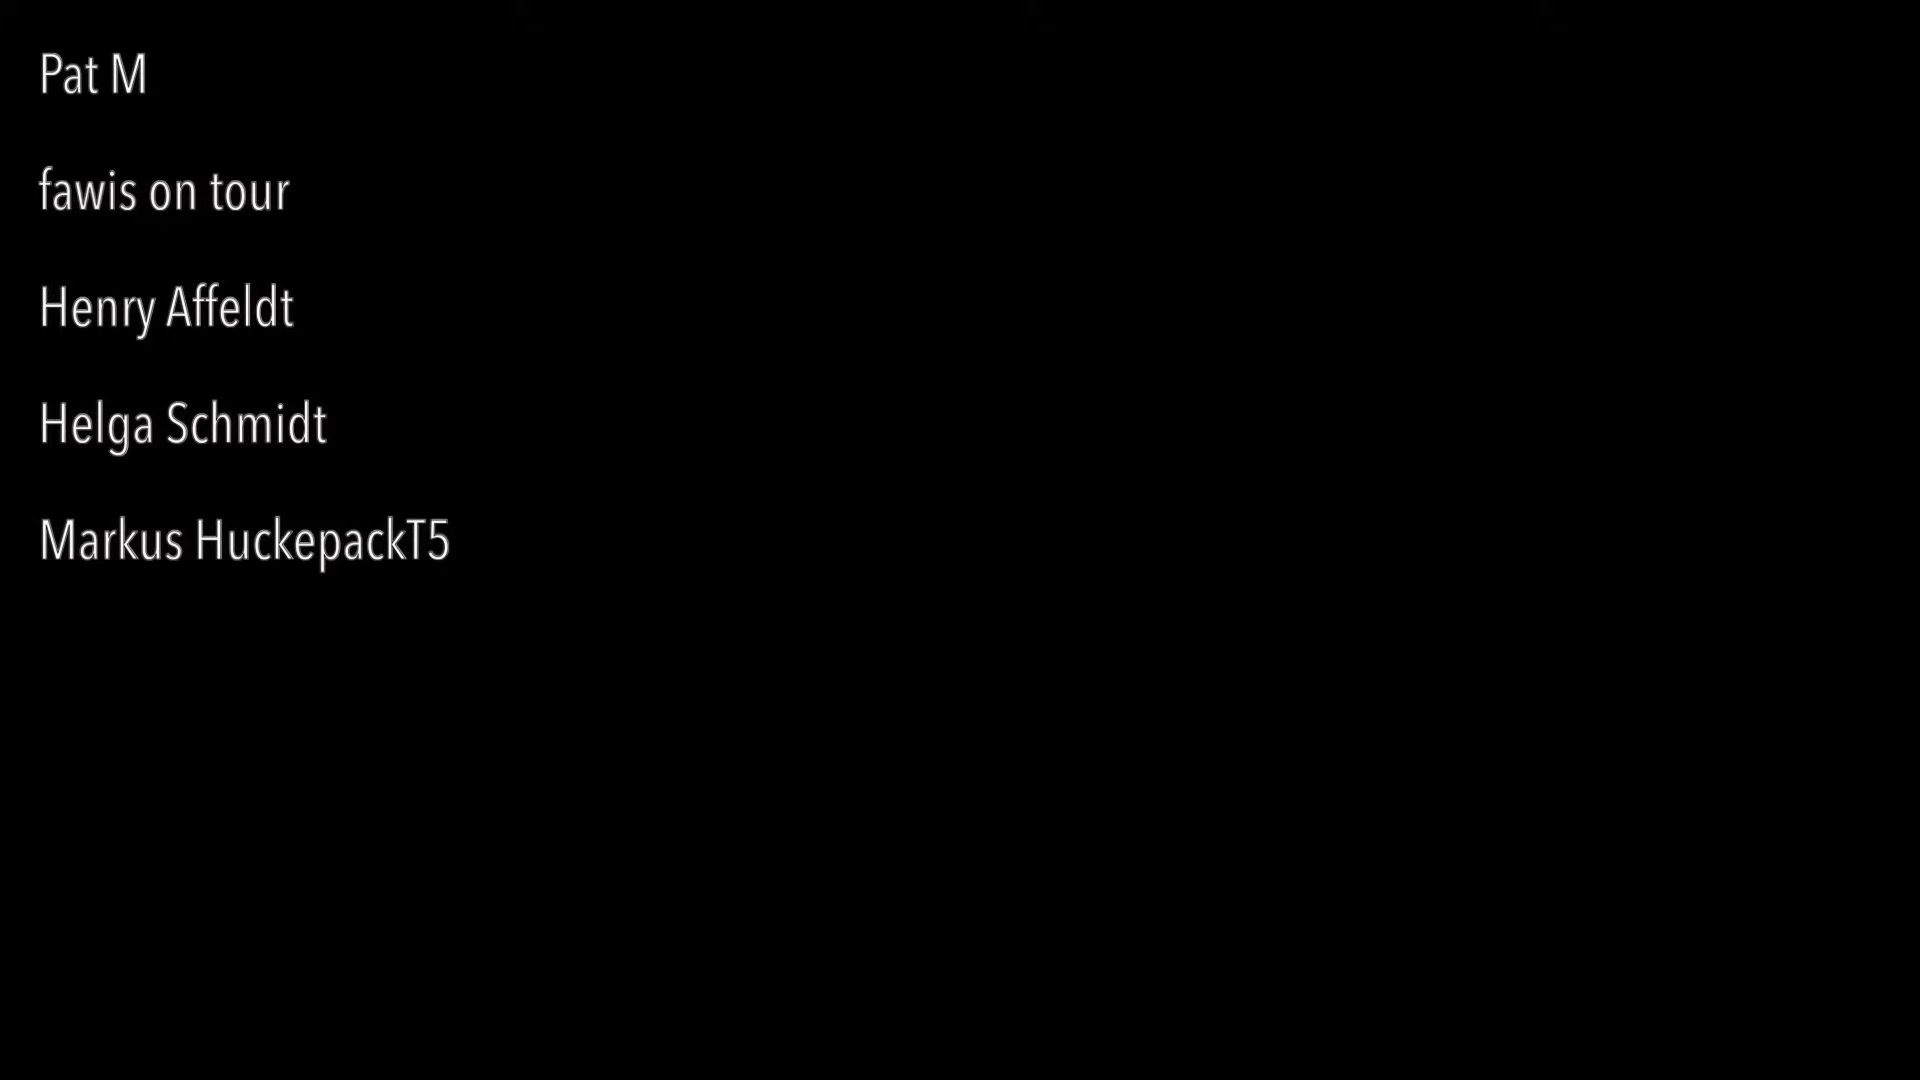 Pat M
fawis on tour
Henry Affeldt
Helga Schmidt
Markus HuckepackT5